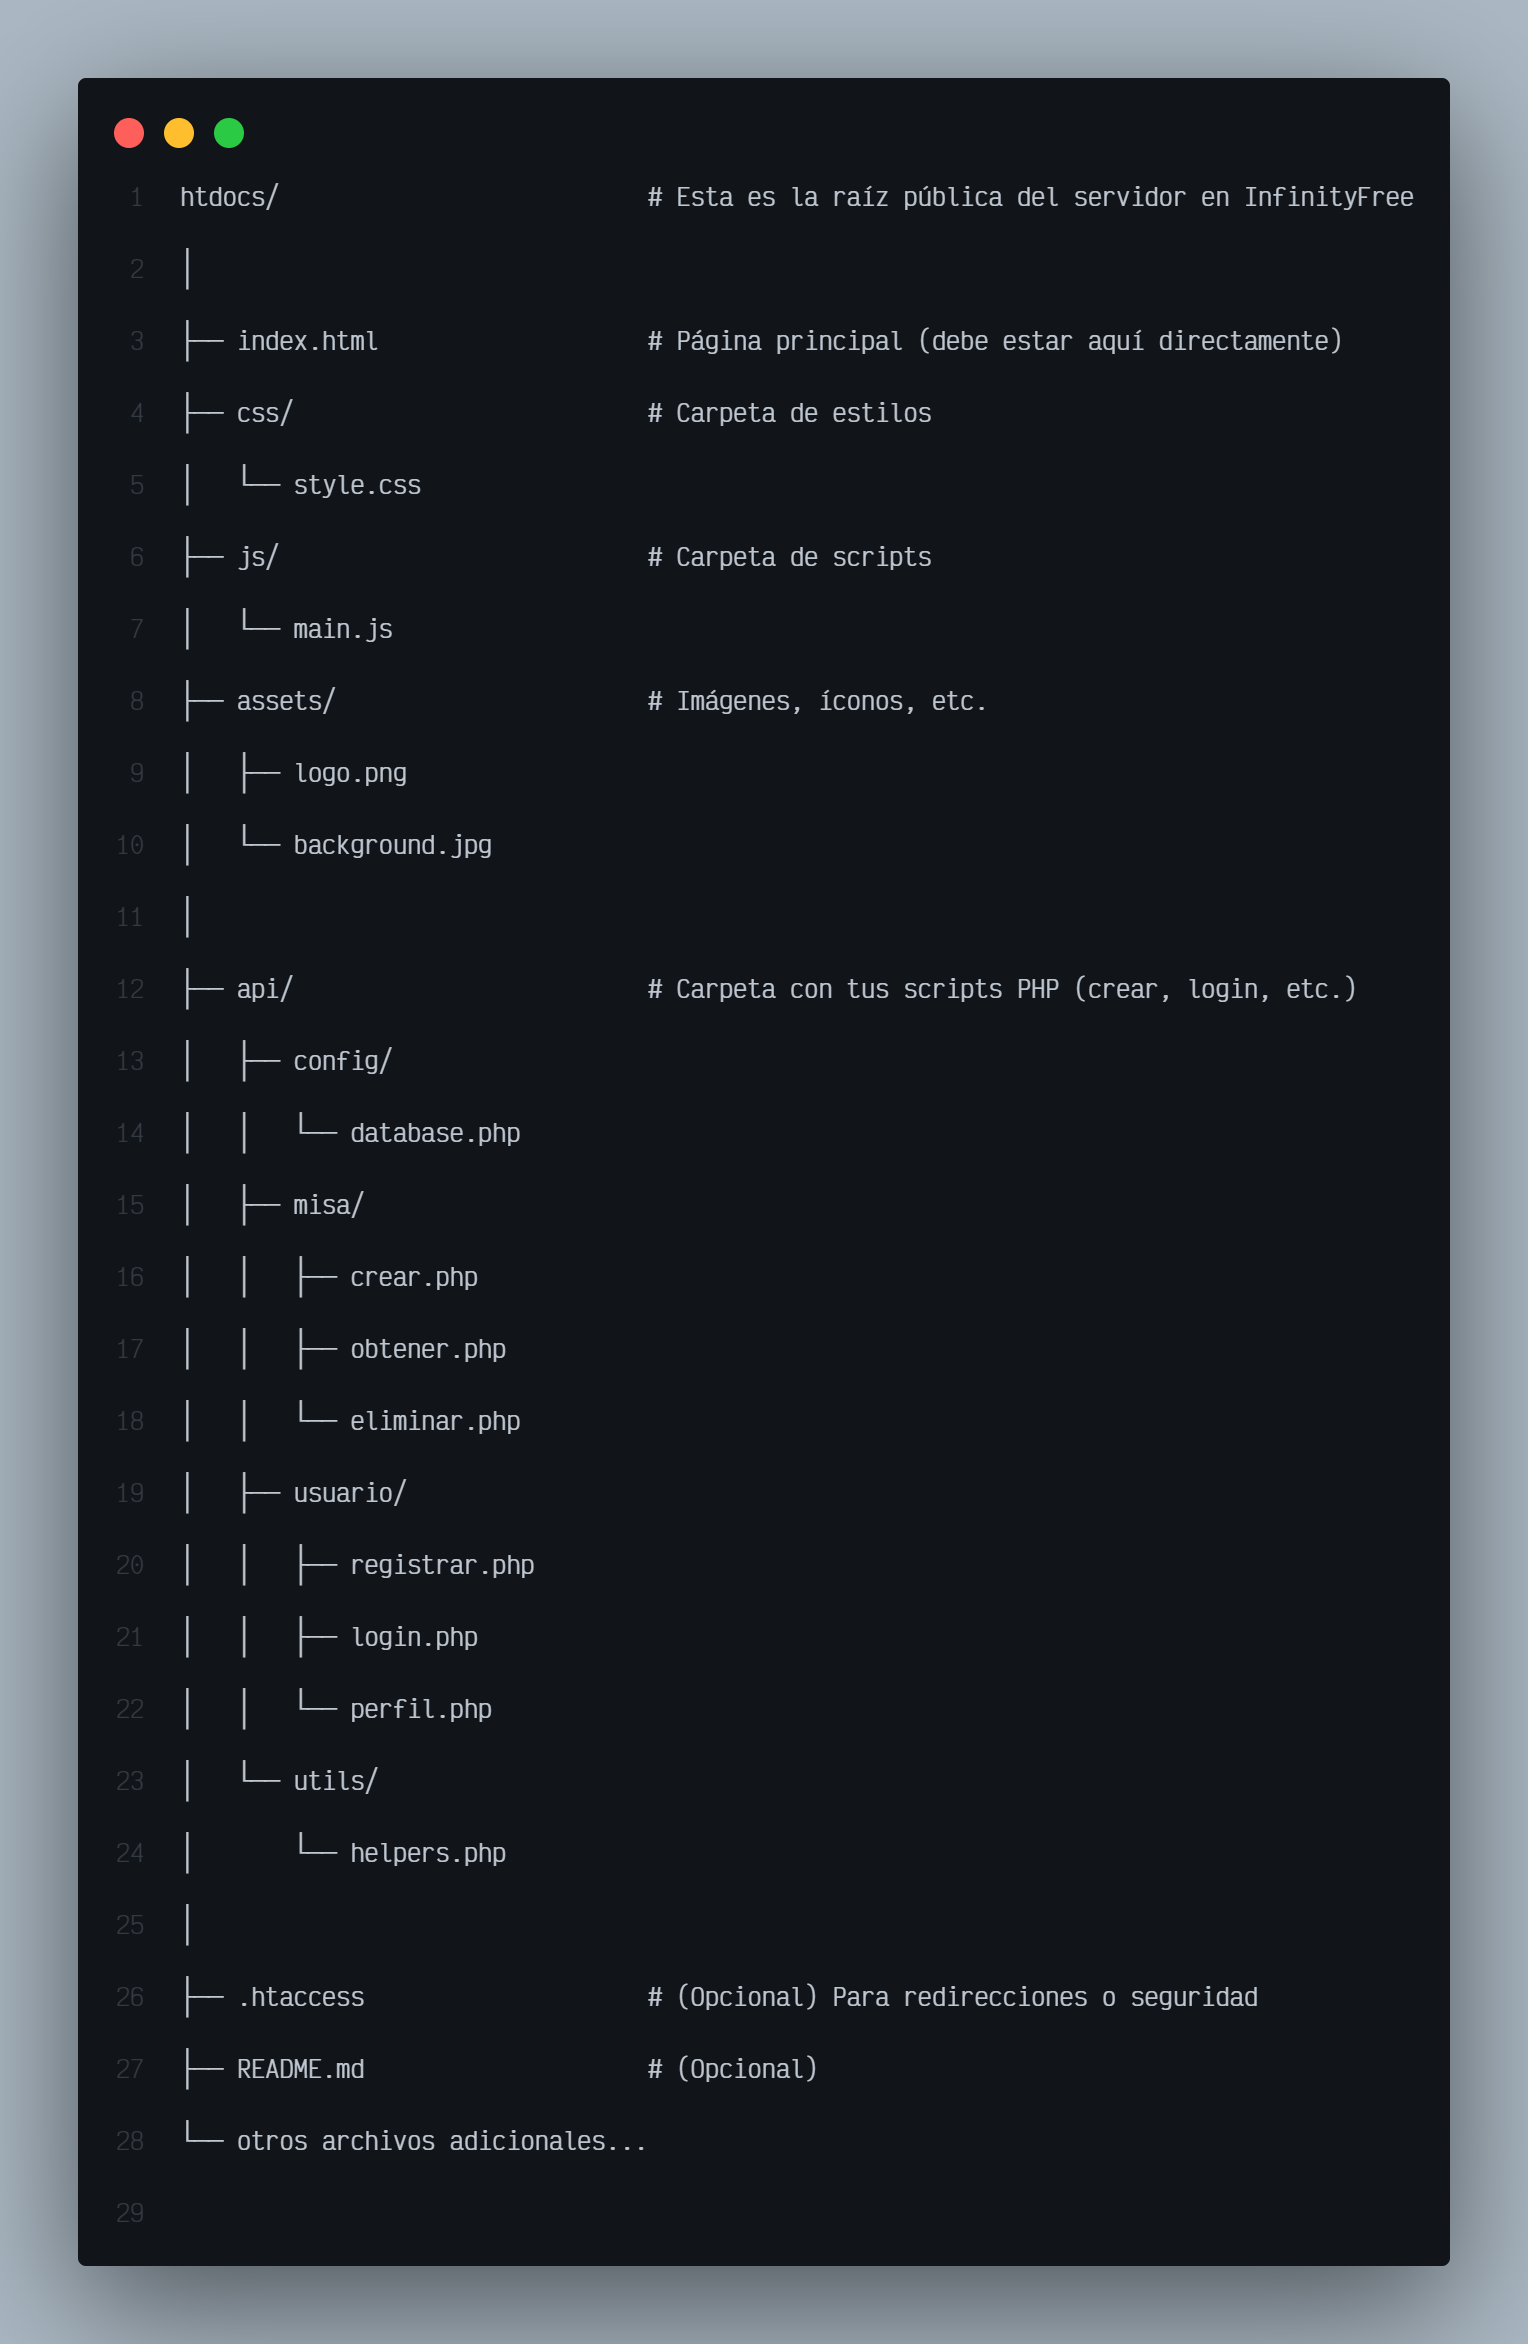 1 htdocs/                          # Esta es la raíz pública del servidor en InfinityFree
2 │
3 ├── index.html                   # Página principal (debe estar aquí directamente)
4 ├── css/                         # Carpeta de estilos
5 │   └── style.css
6 ├── js/                          # Carpeta de scripts
7 │   └── main.js
8 ├── assets/                      # Imágenes, íconos, etc.
9 │   ├── logo.png
10 │   └── background.jpg
11 │
12 ├── api/                         # Carpeta con tus scripts PHP (crear, login, etc.)
13 │   ├── config/
14 │   │   └── database.php
15 │   ├── misa/
16 │   │   ├── crear.php
17 │   │   ├── obtener.php
18 │   │   └── eliminar.php
19 │   ├── usuario/
20 │   │   ├── registrar.php
21 │   │   ├── login.php
22 │   │   └── perfil.php
23 │   └── utils/
24 │       └── helpers.php
25 │
26 ├── .htaccess                    # (Opcional) Para redirecciones o seguridad
27 ├── README.md                    # (Opcional)
28 └── otros archivos adicionales...
29